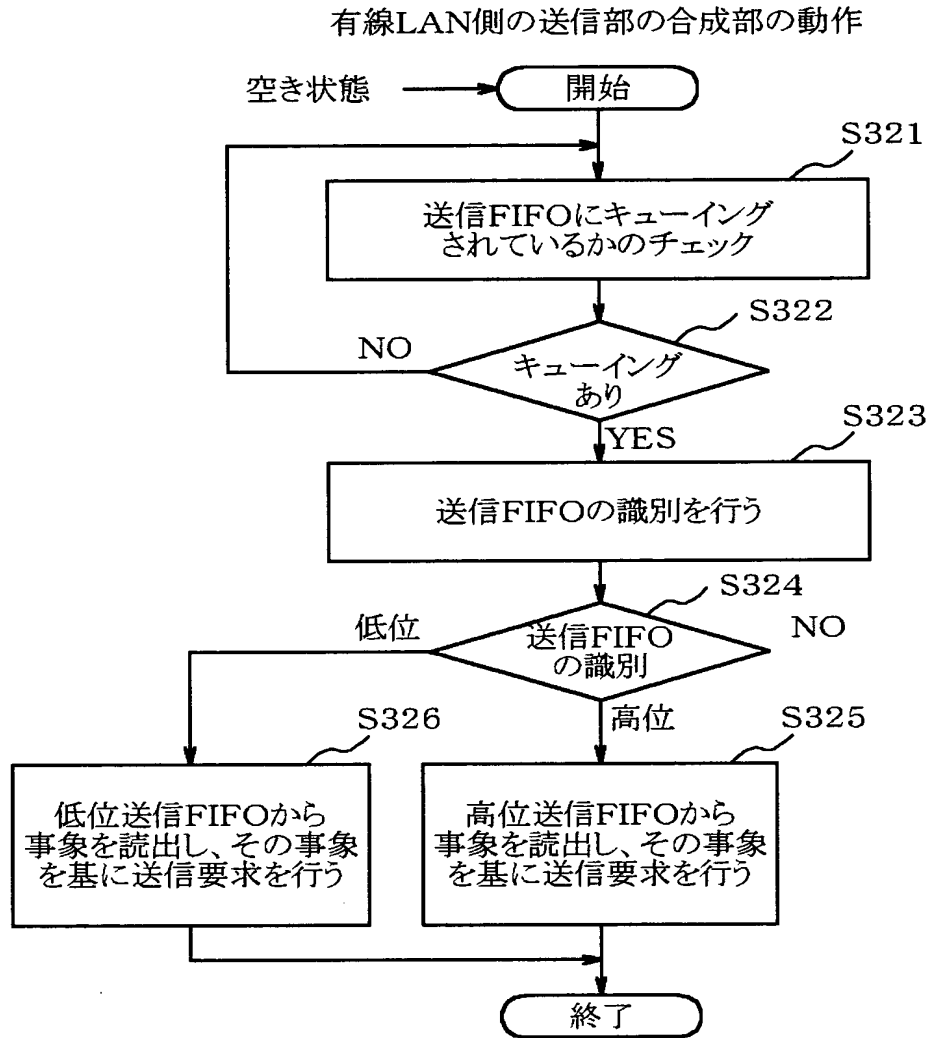 有線LAN側の送信部の合成部の動作
空き状態
開始
S321
送信FIFOにキューイング
されているかのチェック
S322
NO
キューイング
あり
YES
S323
送信FIFOの識別を行う
S324
低位
送信FIFO
の識別
NO
高位
S326
S325
低位送信FIFOから
事象を読出し、その事象
を基に送信要求を行う
高位送信FIFOから
事象を読出し、その事象
を基に送信要求を行う
終了